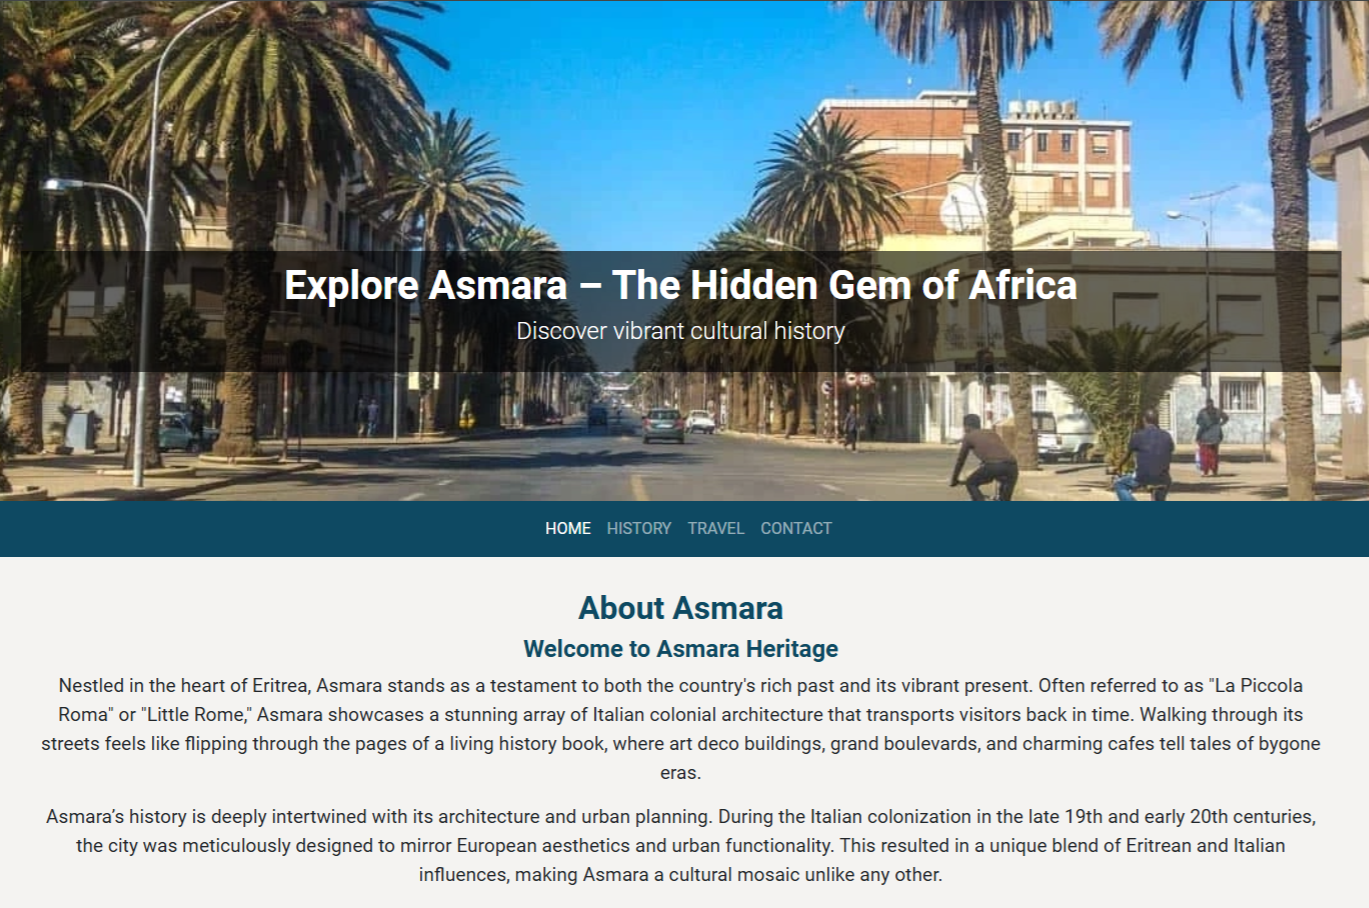 Explore Asmara – The Hidden Gem of Africa
Discover vibrant cultural history
HOME HISTORY TRAVEL CONTACT
About Asmara
Welcome to Asmara Heritage
Nestled in the heart of Eritrea, Asmara stands as a testament to both the country's rich past and its vibrant present. Often referred to as "La Piccola
Roma" or "Little Rome," Asmara showcases a stunning array of Italian colonial architecture that transports visitors back in time. Walking through its
streets feels like flipping through the pages of a living history book, where art deco buildings, grand boulevards, and charming cafes tell tales of bygone
eras.
Asmara’s history is deeply intertwined with its architecture and urban planning. During the Italian colonization in the late 19th and early 20th centuries,
the city was meticulously designed to mirror European aesthetics and urban functionality. This resulted in a unique blend of Eritrean and Italian
influences, making Asmara a cultural mosaic unlike any other.